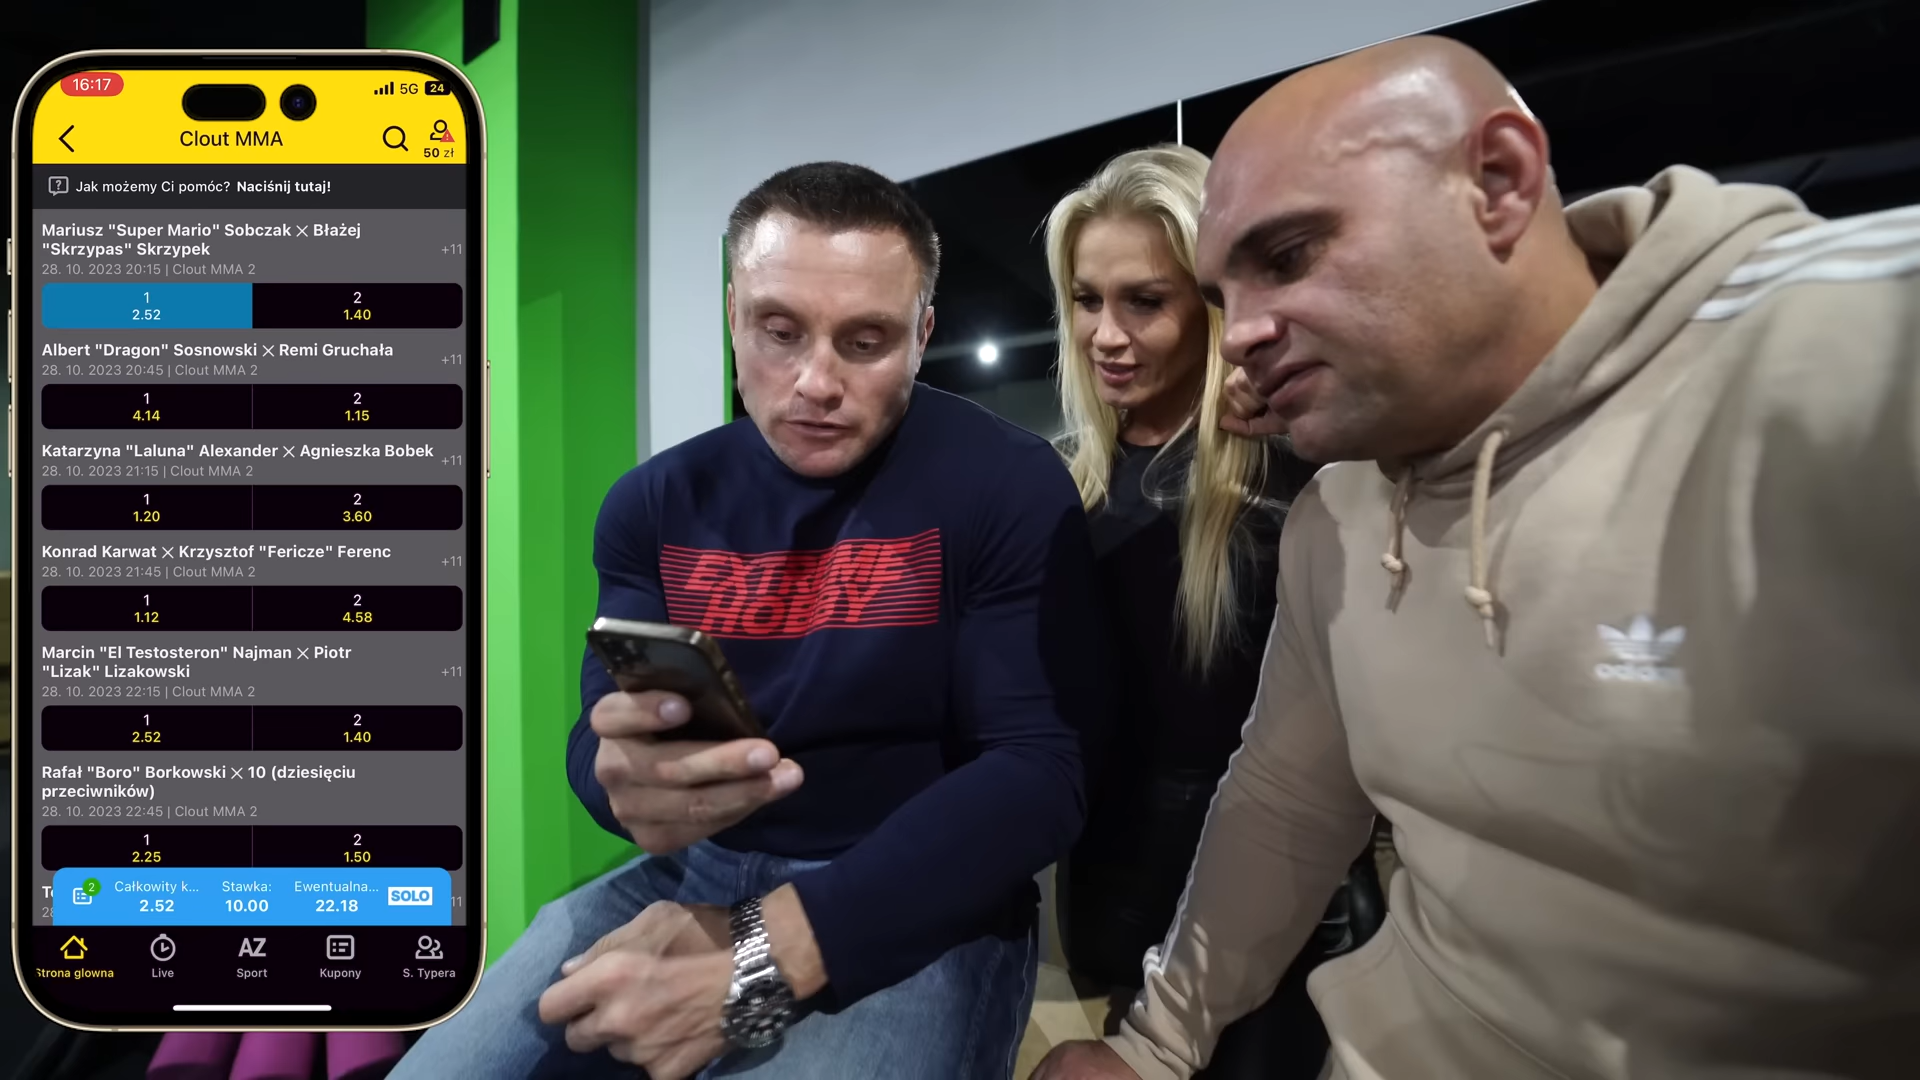 16:17
5G 24
Clout MMA
50 zł
Jak możemy Ci pomóc? Naciśnij tutaj!
Mariusz "Super Mario" Sobczak X Błażej
"Skrzypas" Skrzypek
+11
28. 10. 2023 20:15 | Clout MMA 2
1 2
2.52 1.40
Albert "Dragon" Sosnowski X Remi Gruchała
+11
28. 10. 2023 20:45 | Clout MMA 2
1 2
4.14 1.15
Katarzyna "Laluna" Alexander X Agnieszka Bobek
+11
28. 10. 2023 21:15 | Clout MMA 2
1 2
1.20 3.60
Konrad Karwat X Krzysztof "Fericze" Ferenc
+11
28. 10. 2023 21:45 | Clout MMA 2
1 2
1.12 4.58
Marcin "El Testosteron" Najman X Piotr
"Lizak" Lizakowski
+11
28. 10. 2023 22:15 | Clout MMA 2
1 2
2.52 1.40
Rafał "Boro" Borkowski X 10 (dziesięciu
przeciwników)
28. 10. 2023 22:45 | Clout MMA 2
1 2
2.25 1.50
2
Całkowity k... Stawka: Ewentualna...
2.52 10.00 22.18
SOLO
11
Strona glowna Live Sport Kupony S. Typera
AZ
EXTREME
HOBBY
adidas